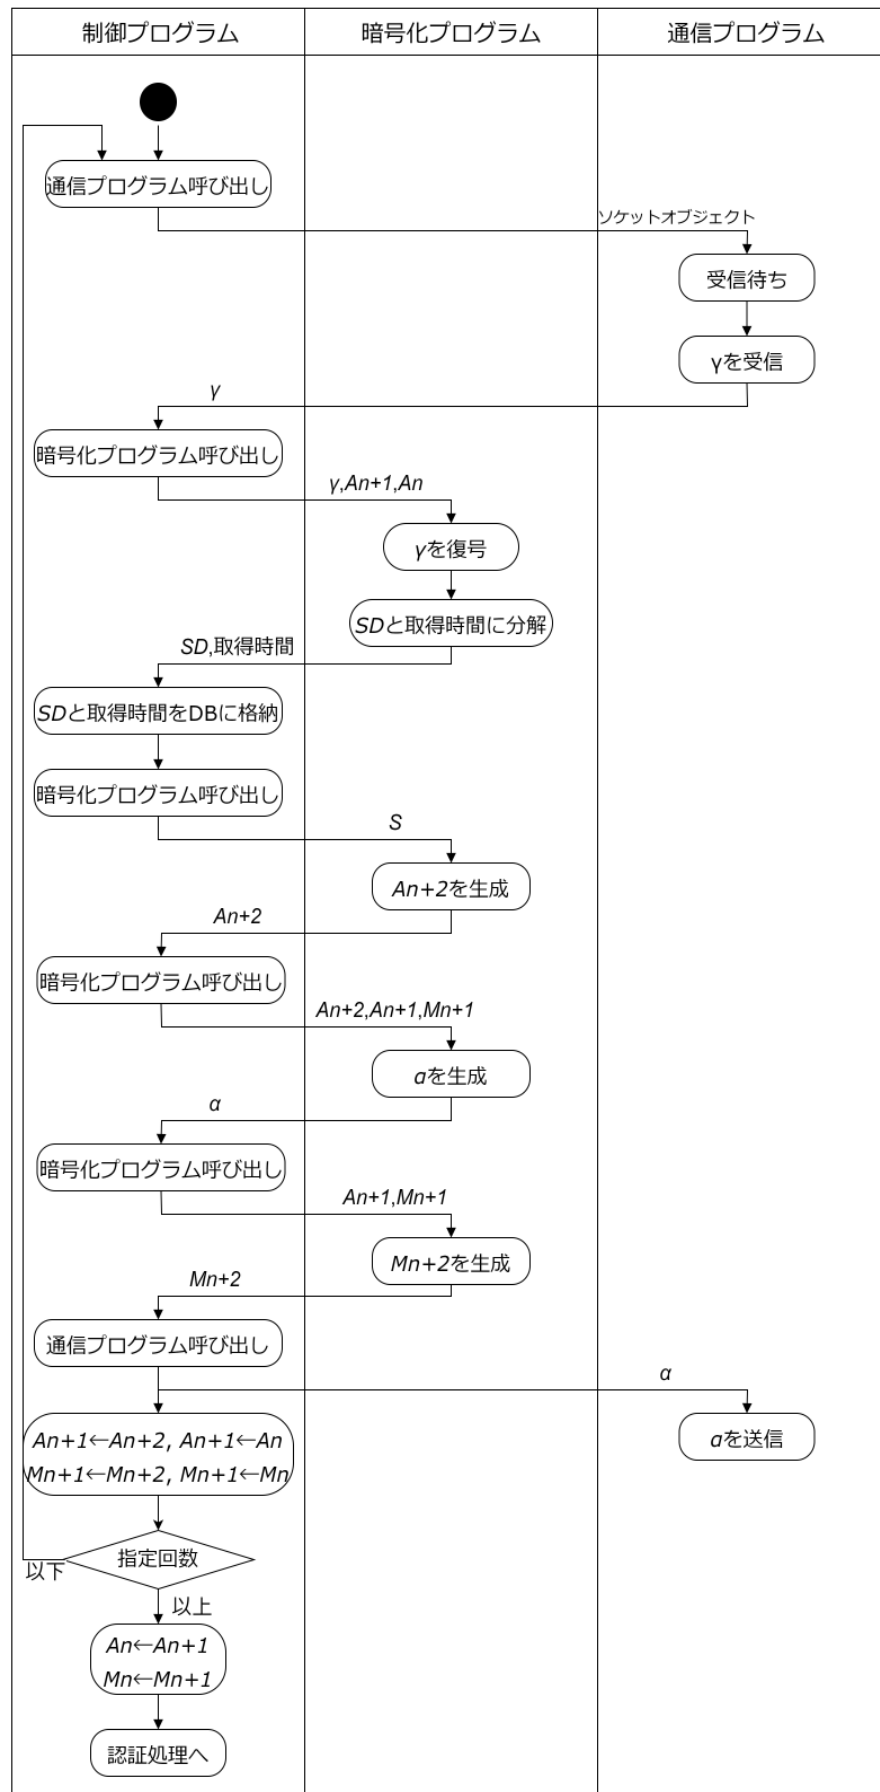 制御プログラム
暗号化プログラム
通信プログラム
通信プログラム呼び出し
ソケットオブジェクト
受信待ち
γを受信
γ
暗号化プログラム呼び出し
γ,An+1,An
γを復号
SDと取得時間に分解
SD,取得時間
SDと取得時間をDBに格納
暗号化プログラム呼び出し
S
An+2を生成
An+2
暗号化プログラム呼び出し
An+2,An+1,Mn+1
αを生成
α
暗号化プログラム呼び出し
An+1,Mn+1
Mn+2を生成
Mn+2
通信プログラム呼び出し
α
An+1←An+2, An+1←An
Mn+1←Mn+2, Mn+1←Mn
αを送信
指定回数
以下
以上
An←An+1
Mn←Mn+1
認証処理へ